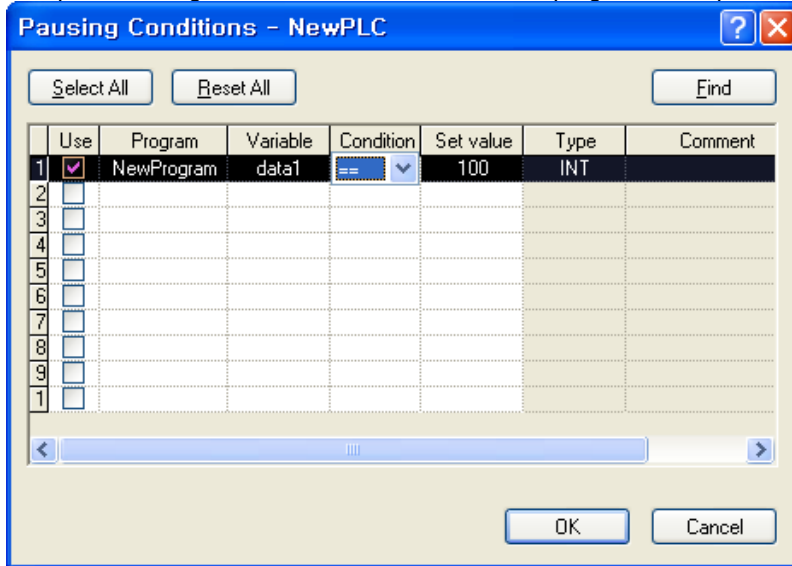 Pausing Conditions - NewPLC
Select All Reset All Find
Use Program Variable Condition Set value Type Comment
1 NewProgram data1 == 100 INT
2
3
4
5
6
7
8
9
1
OK Cancel